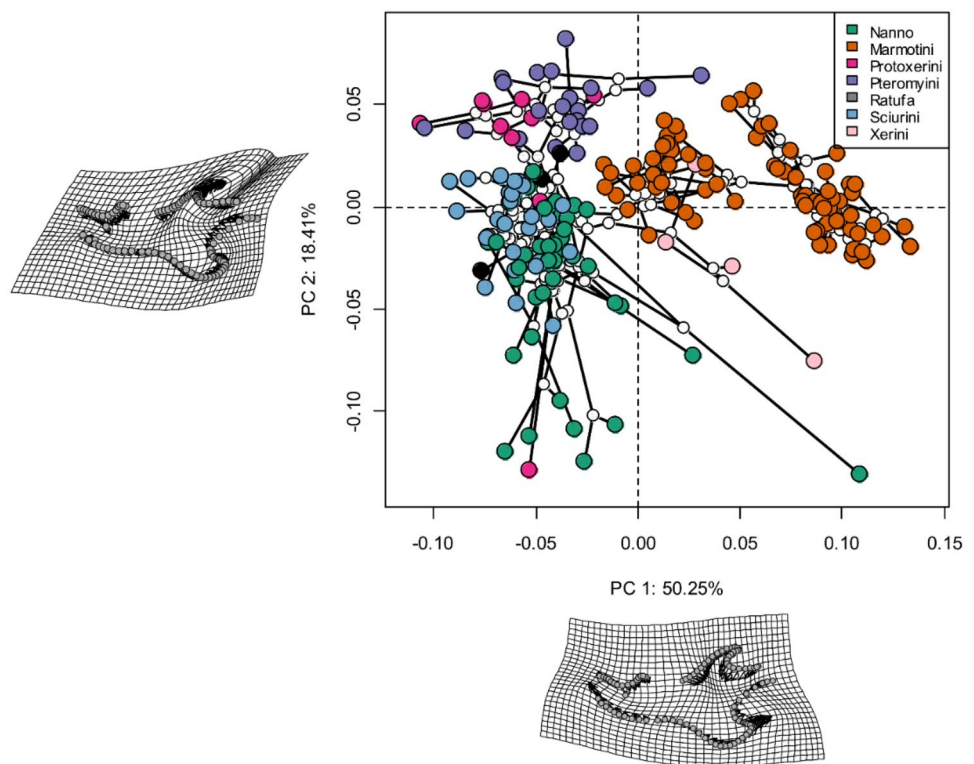 Nanno
Marmotini
Protoxerini
Pteromyini
Ratufa
Sciurini
Xerini
PC 2: 18.41%
0.05
0.00
-0.05
-0.10
-0.10
-0.05
0.00
0.05
0.10
0.15
PC 1: 50.25%